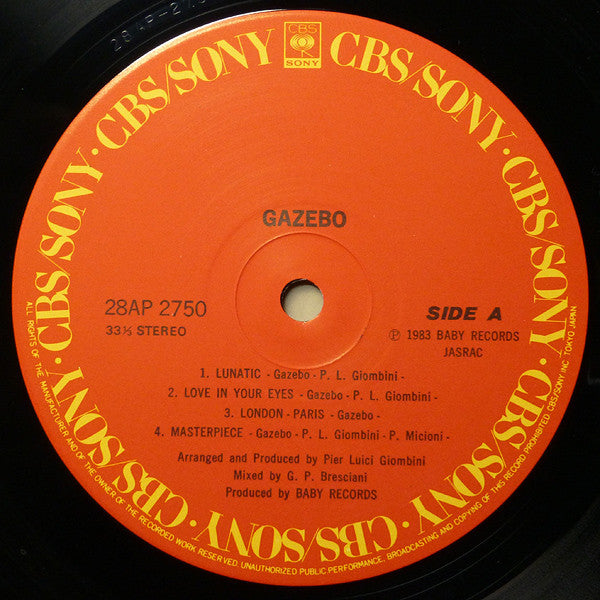 28 AP-275
CBS
SONY
CBS/SONY · CBS/SONY · CBS/SONY · CBS/SONY · CBS/SONY · CBS/SONY · CBS/SONY · CBS/SONY
GAZEBO
28AP 2750
33⅓ STEREO
SIDE A
Ⓟ 1983 BABY RECORDS
JASRAC
1. LUNATIC - Gazebo - P. L. Giombini -
2. LOVE IN YOUR EYES - Gazebo - P. L. Giombini -
3. LONDON - PARIS - Gazebo -
4. MASTERPIECE - Gazebo - P. L. Giombini - P. Micioni -
Arranged and Produced by Pier Luici Giombini
Mixed by G. P. Bresciani
Produced by BABY RECORDS
ALL RIGHTS OF THE MANUFACTURER AND OF THE OWNER OF THE RECORDED WORK RESERVED. UNAUTHORIZED PUBLIC PERFORMANCE, BROADCASTING AND COPYING OF THIS RECORD PROHIBITED. CBS/SONY INC. TOKYO JAPAN.